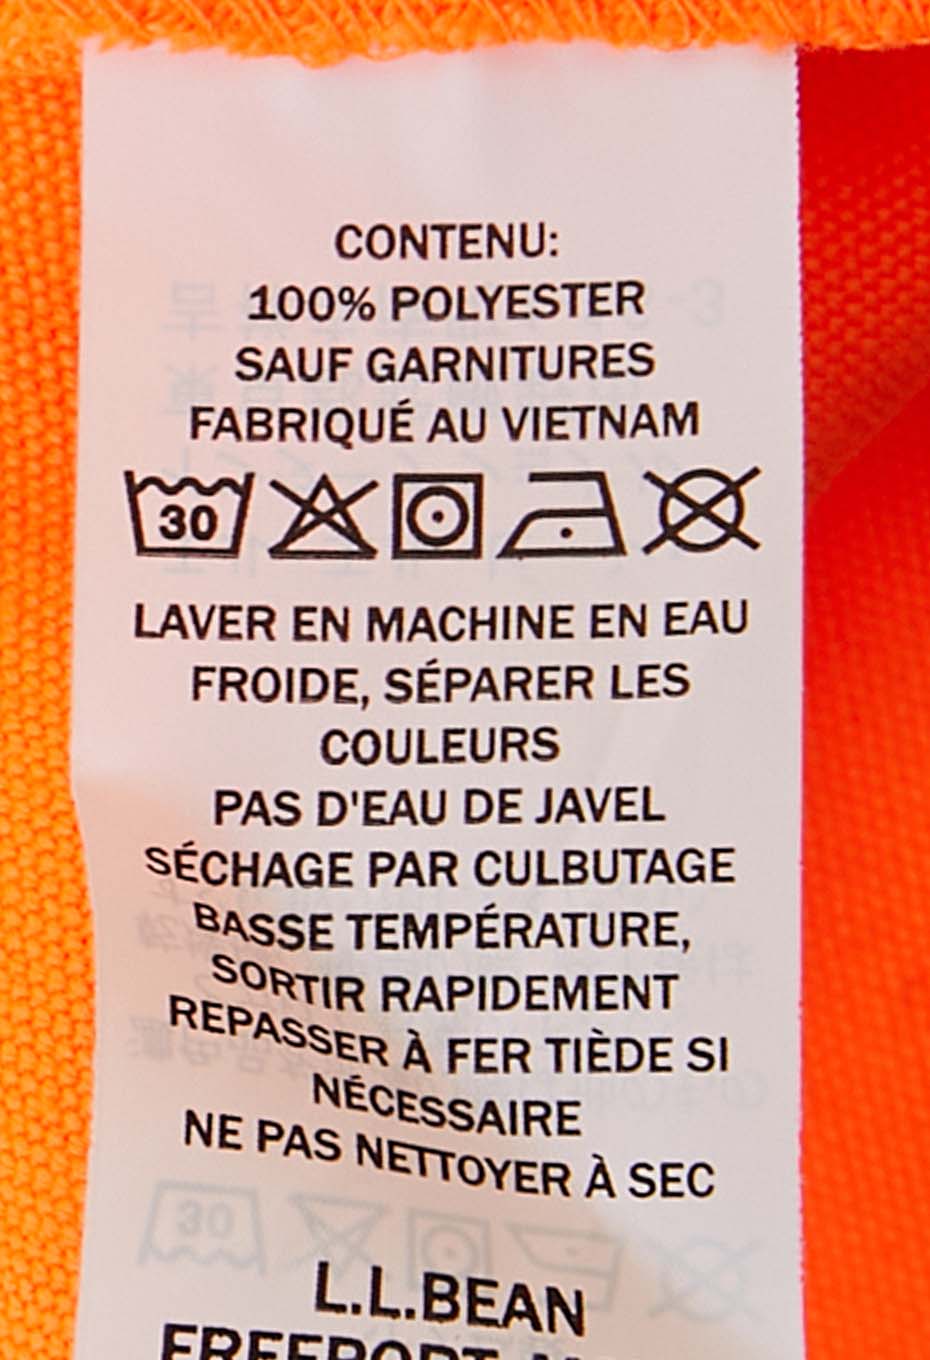 CONTENU:
100% POLYESTER
SAUF GARNITURES
FABRIQUÉ AU VIETNAM
30
LAVER EN MACHINE EN EAU
FROIDE, SÉPARER LES
COULEURS
PAS D'EAU DE JAVEL
SÉCHAGE PAR CULBUTAGE
BASSE TEMPÉRATURE,
SORTIR RAPIDEMENT
REPASSER À FER TIÈDE SI
NÉCESSAIRE
NE PAS NETTOYER À SEC
L.L.BEAN
FREEPORT